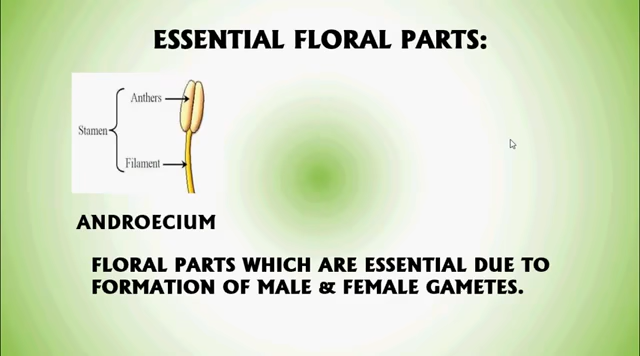 ESSENTIAL FLORAL PARTS:
Anthers
Stamen
Filament
ANDROECIUM
FLORAL PARTS WHICH ARE ESSENTIAL DUE TO
FORMATION OF MALE & FEMALE GAMETES.